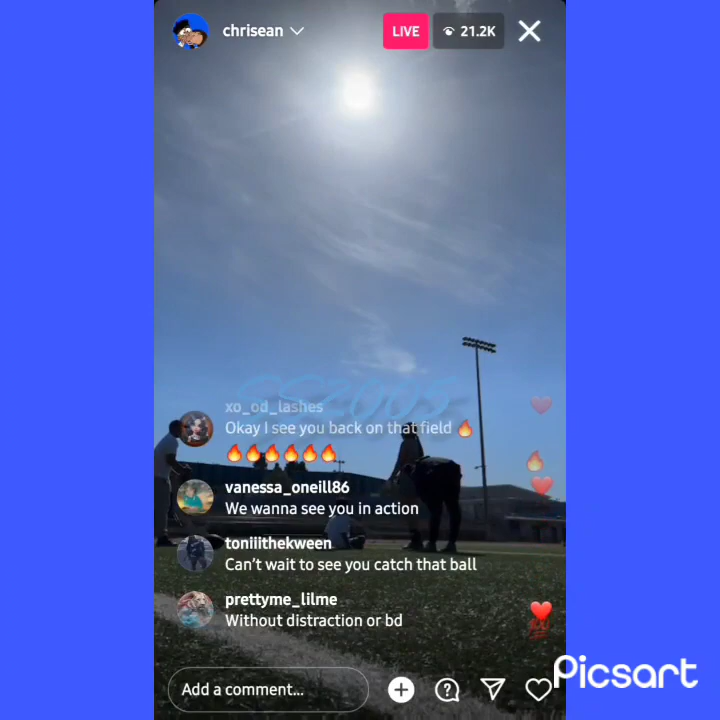 chrisean
LIVE
21.2K
GS2005
xo_od_lashes
Okay I see you back on that field 🔥
🔥🔥🔥🔥🔥🔥
vanessa_oneill86
We wanna see you in action
toniiithekween
Can't wait to see you catch that ball
prettyme_lilme
Without distraction or bd
Add a comment...
Picsart